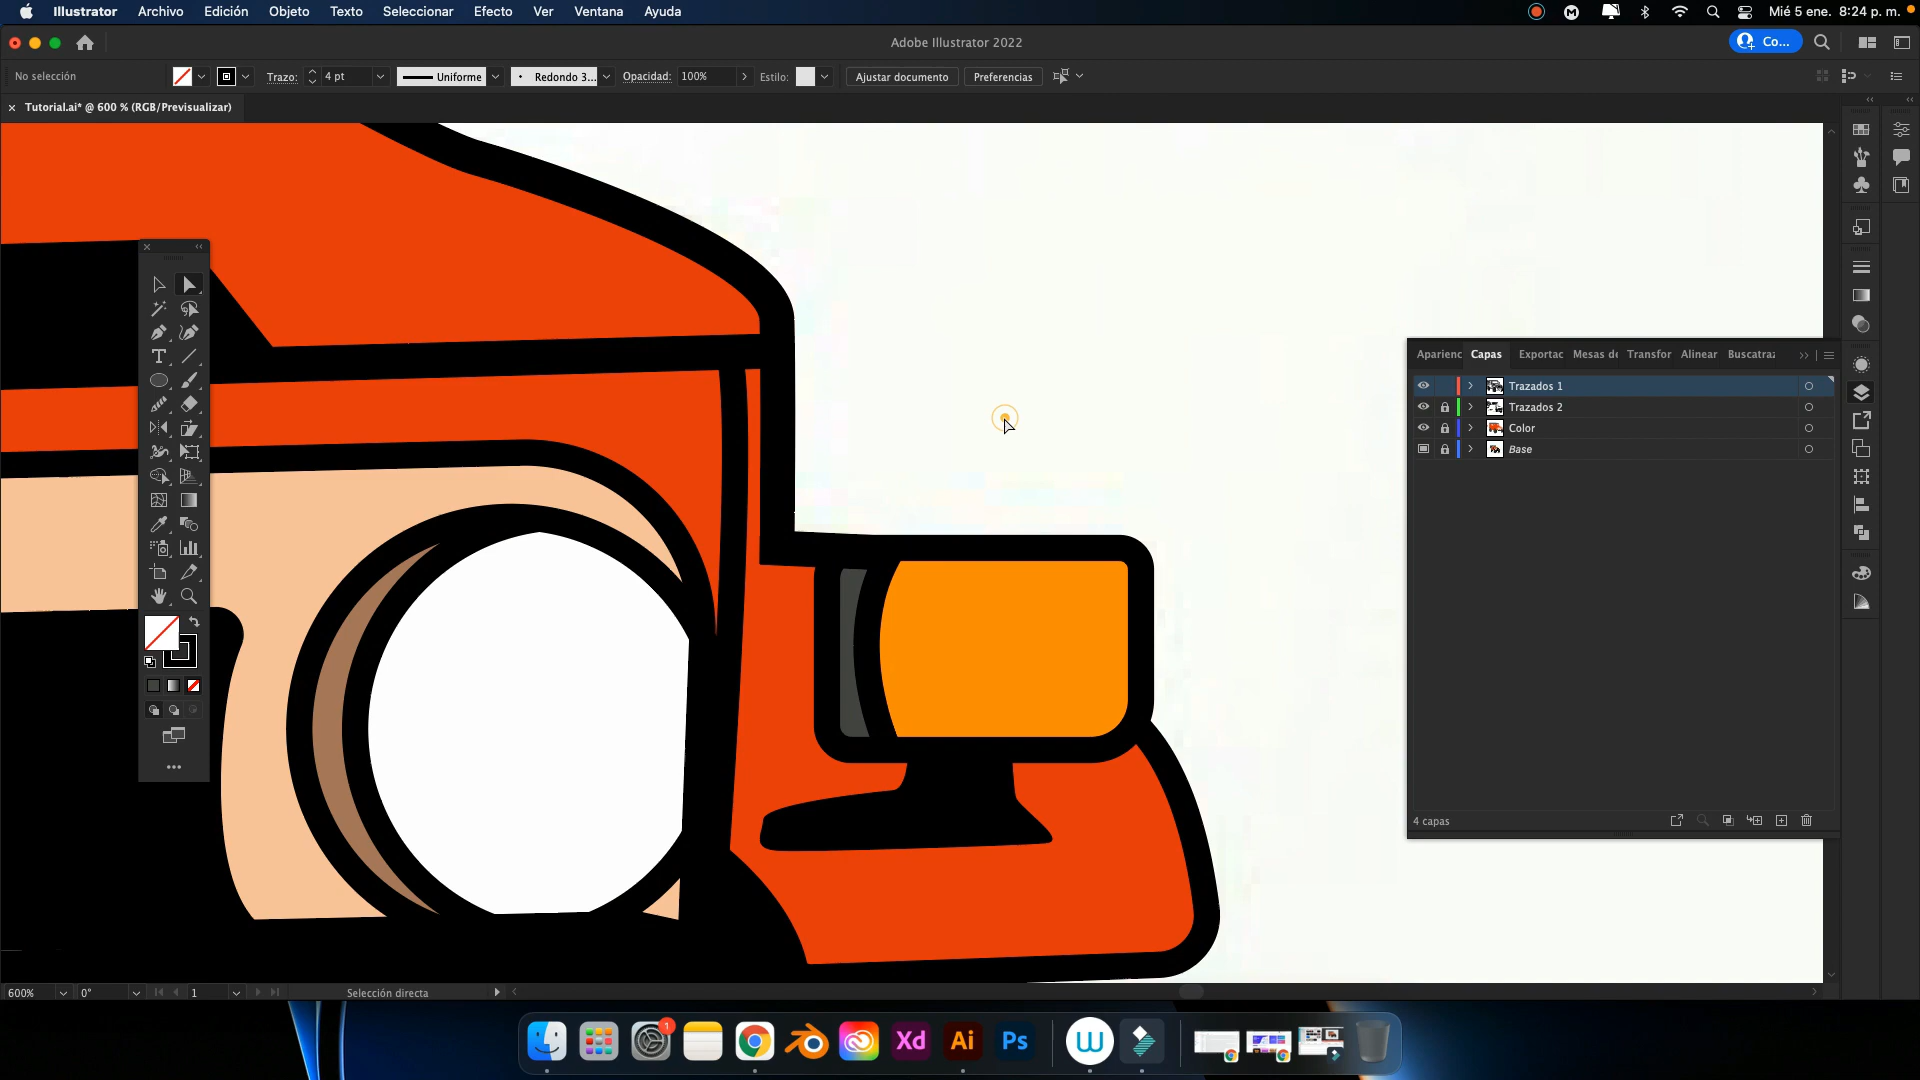 Illustrator Archivo Edición Objeto Texto Seleccionar Efecto Ver Ventana Ayuda
Mié 5 ene. 8:24 p. m.
Adobe Illustrator 2022
Co...
No selección
Trazo: 4 pt Uniforme Redondo 3... Opacidad: 100% Estilo: Ajustar documento Preferencias
Tutorial.ai* @ 600 % (RGB/Previsualizar)
Aparienc Capas Exportac Mesas de Transfor Alinear Buscatraz
Trazados 1
Trazados 2
Color
Base
4 capas
600% 0° 1 Selección directa
1
Xd Ai Ps